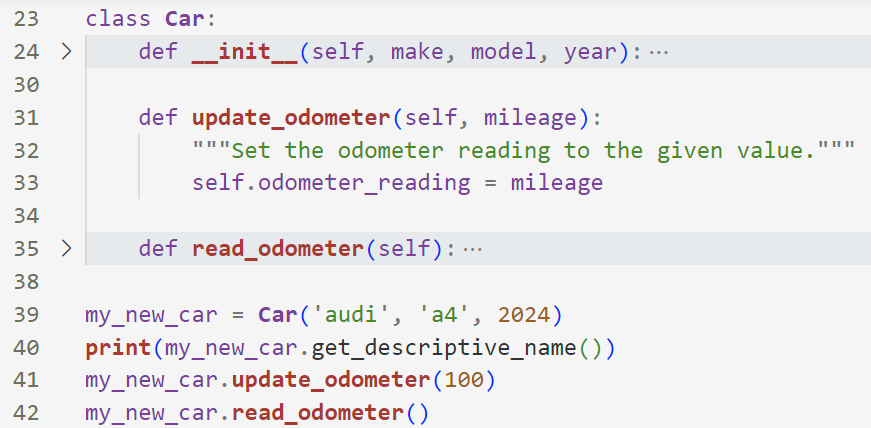 23 class Car:
24 > def __init__(self, make, model, year): ···
30
31 def update_odometer(self, mileage):
32 """Set the odometer reading to the given value."""
33 self.odometer_reading = mileage
34
35 > def read_odometer(self): ···
38
39 my_new_car = Car('audi', 'a4', 2024)
40 print(my_new_car.get_descriptive_name())
41 my_new_car.update_odometer(100)
42 my_new_car.read_odometer()